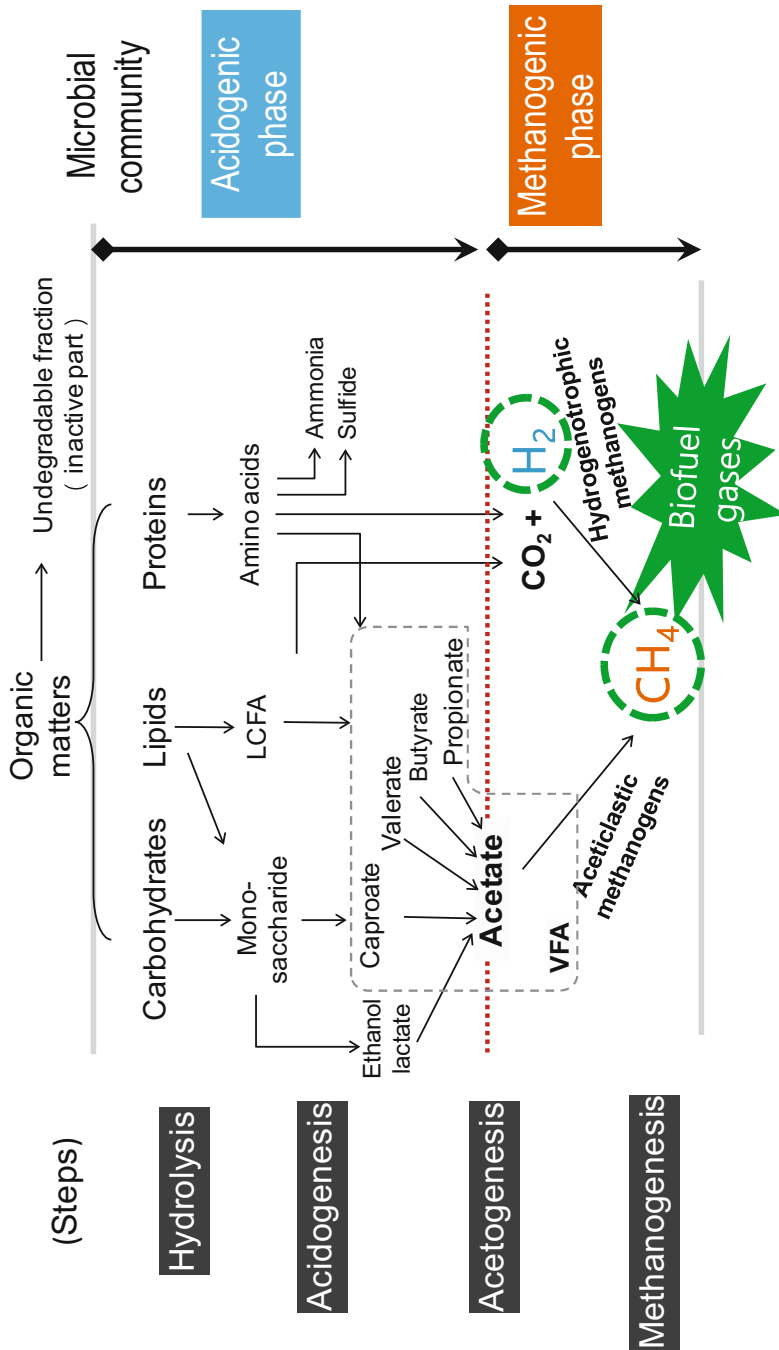 (Steps)
Organic
matters
Undegradable fraction
( inactive part )
Microbial
community
Hydrolysis
Carbohydrates
Lipids
Proteins
Acidogenic
phase
Acidogenesis
Mono-
saccharide
LCFA
Amino acids
Ammonia
Sulfide
Ethanol
lactate
Caproate
Valerate
Butyrate
Propionate
Acetogenesis
Acetate
VFA
CO2 +
H2
Methanogenic
phase
Methanogenesis
Aceticlastic
methanogens
Hydrogenotrophic
methanogens
CH4
Biofuel
gases